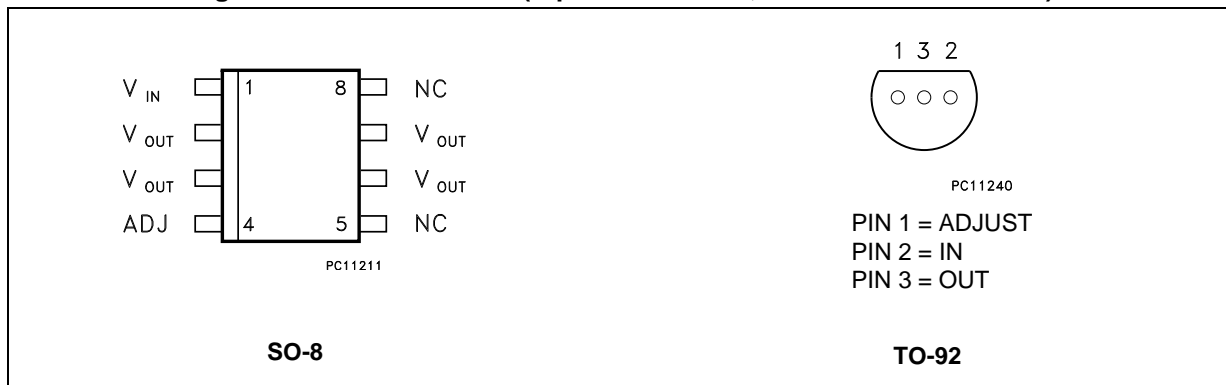 V IN 1 8 NC
V OUT V OUT
V OUT V OUT
ADJ 4 5 NC
PC11211
SO-8
1 3 2
PC11240
PIN 1 = ADJUST
PIN 2 = IN
PIN 3 = OUT
TO-92